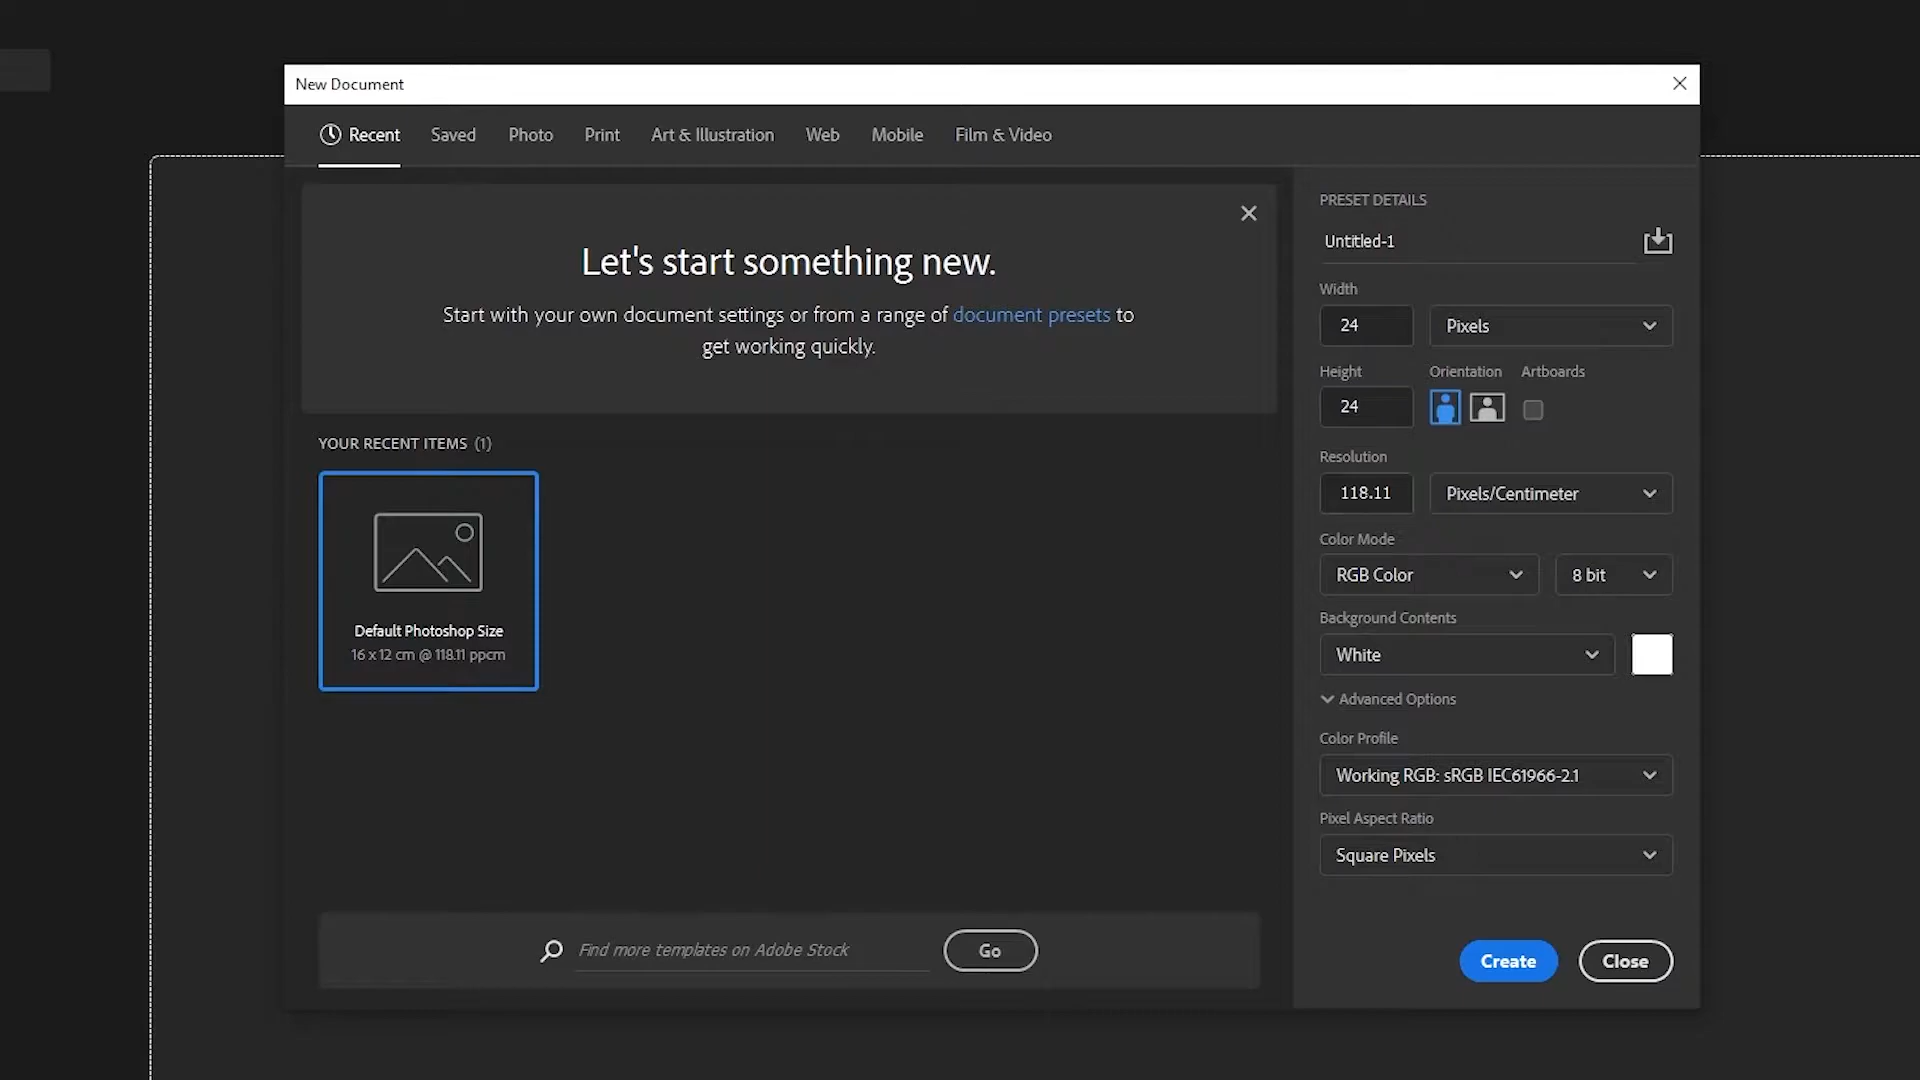 New Document
Recent Saved Photo Print Art & Illustration Web Mobile Film & Video
Let's start something new.
Start with your own document settings or from a range of document presets to
get working quickly.
YOUR RECENT ITEMS (1)
Default Photoshop Size
16 x 12 cm @ 118.11 ppcm
Find more templates on Adobe Stock
Go
PRESET DETAILS
Untitled-1
Width
24 Pixels
Height Orientation Artboards
24
Resolution
118.11 Pixels/Centimeter
Color Mode
RGB Color 8 bit
Background Contents
White
Advanced Options
Color Profile
Working RGB: sRGB IEC61966-2.1
Pixel Aspect Ratio
Square Pixels
Create Close